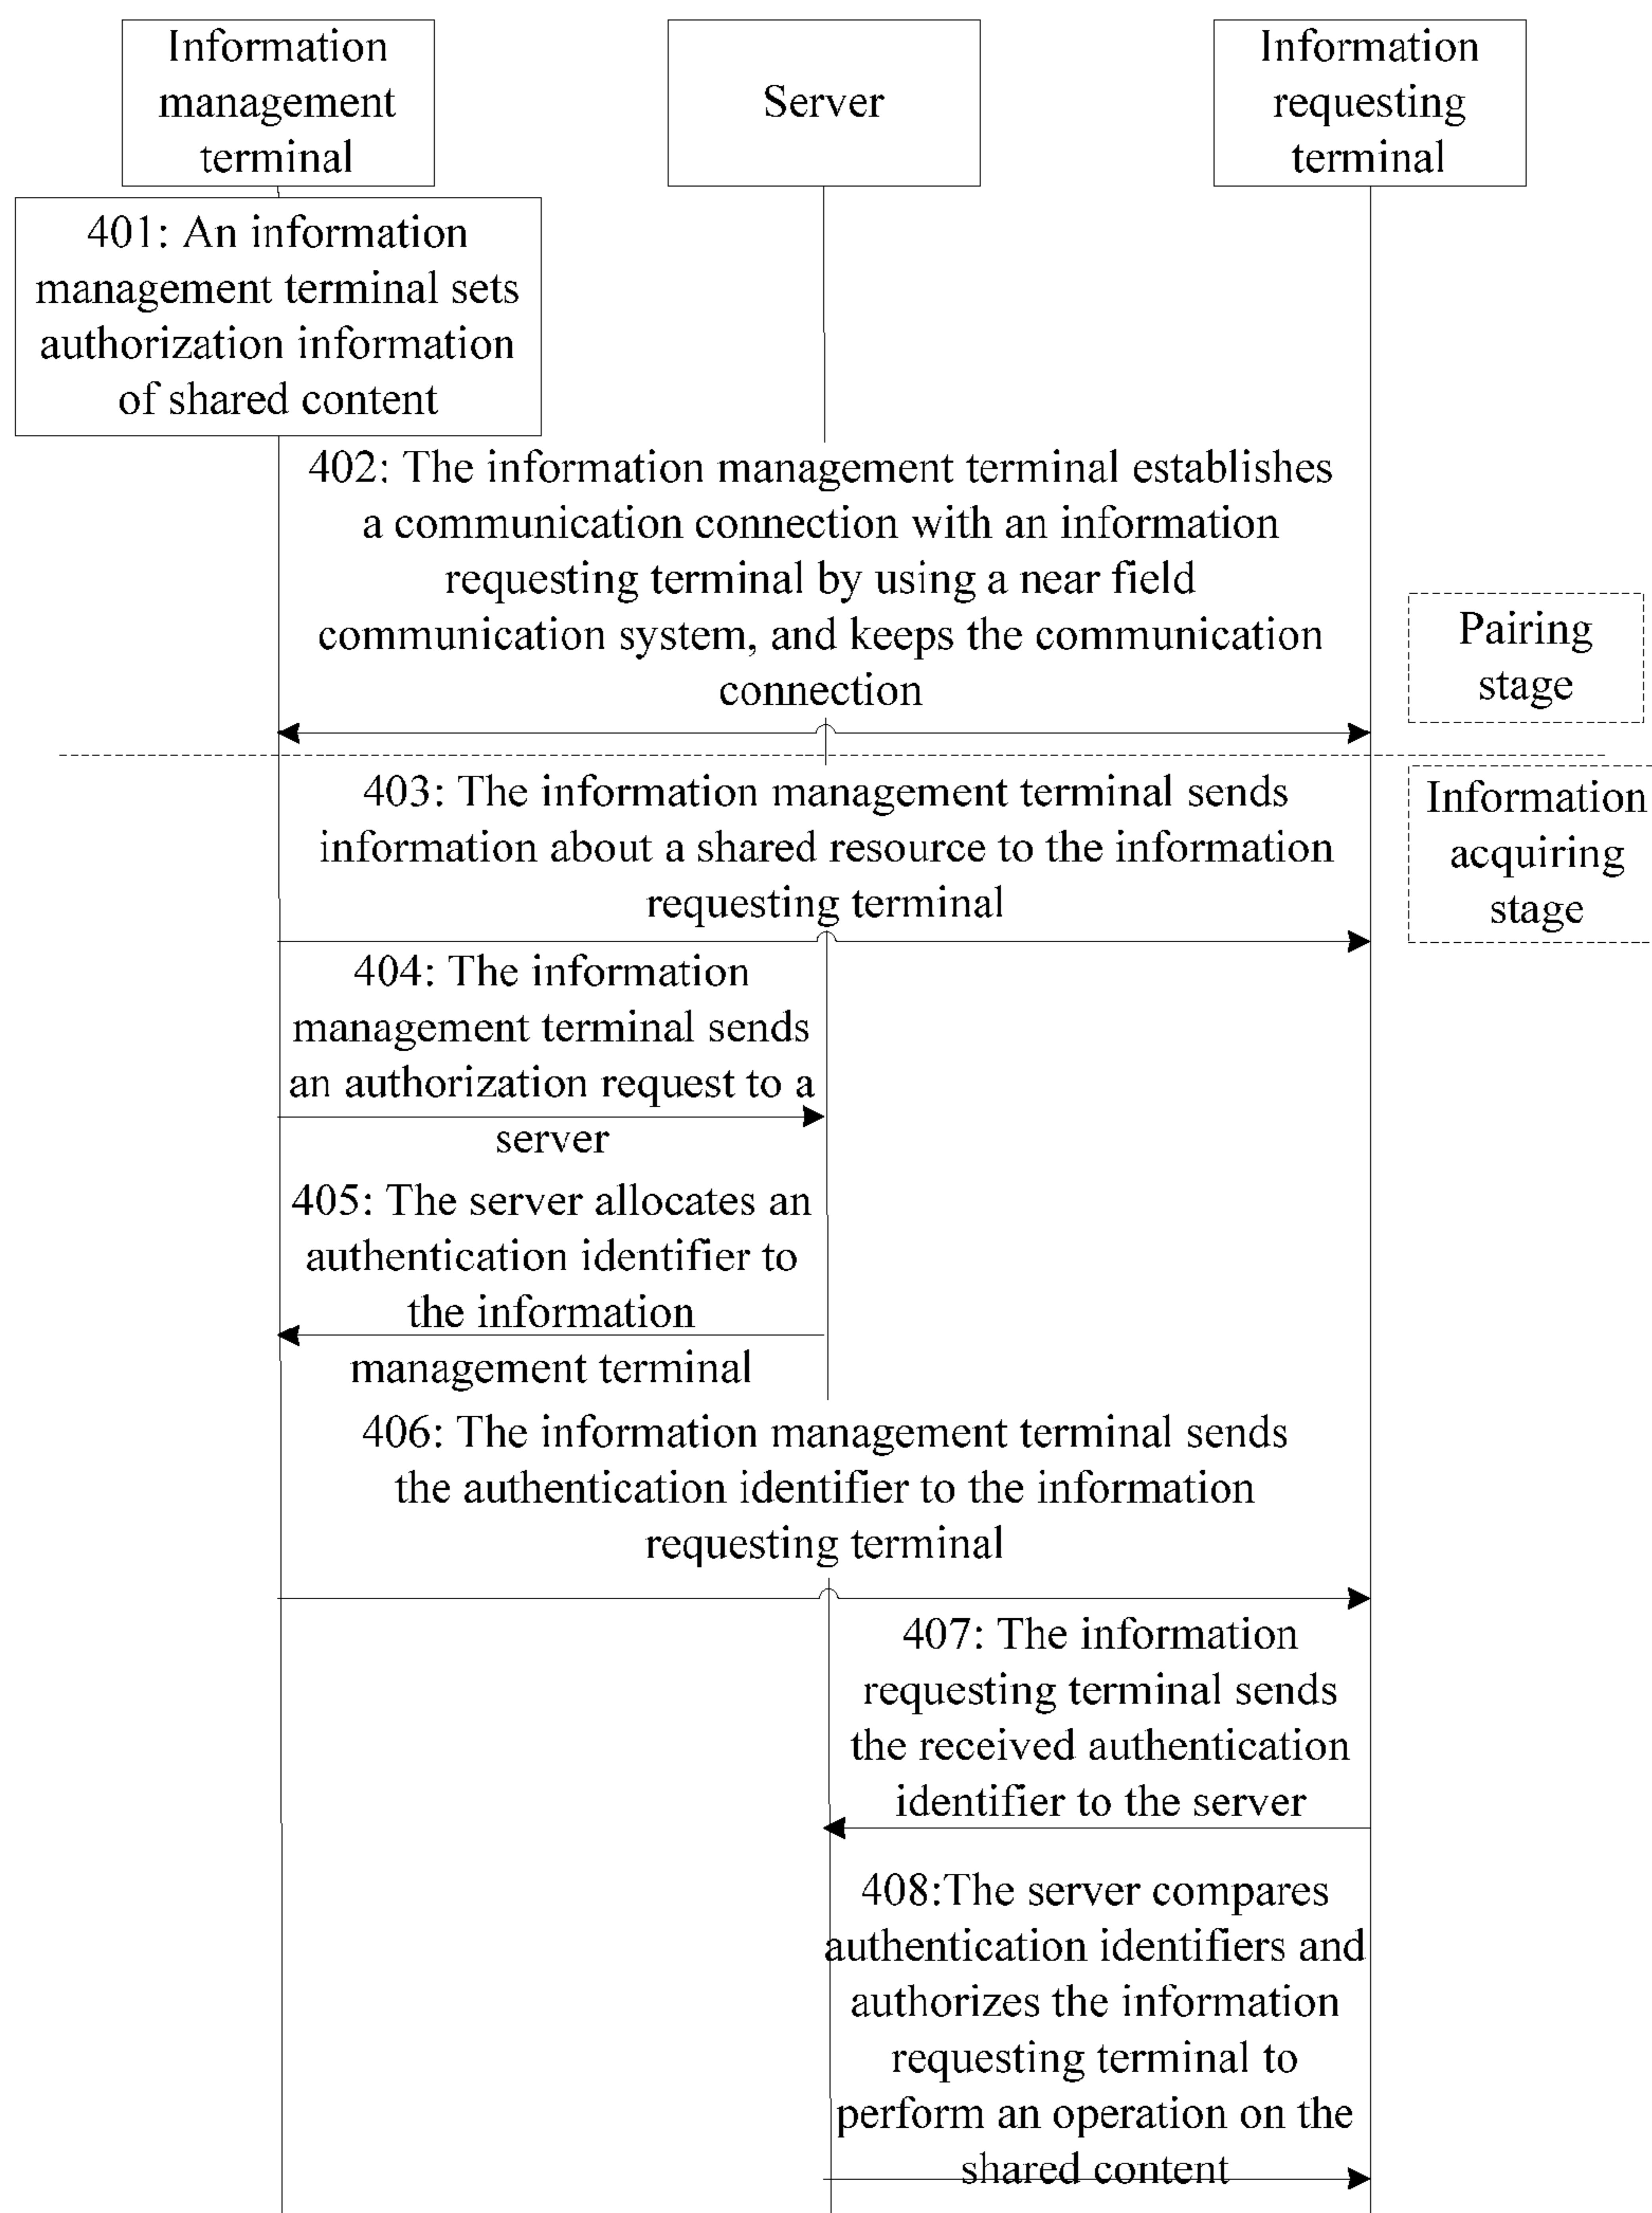 Information
management
terminal
Server
Information
requesting
terminal
401: An information
management terminal sets
authorization information
of shared content
402: The information management terminal establishes
a communication connection with an information
requesting terminal by using a near field
communication system, and keeps the communication
connection
Pairing
stage
403: The information management terminal sends
information about a shared resource to the information
requesting terminal
Information
acquiring
stage
404: The information
management terminal sends
an authorization request to a
server
405: The server allocates an
authentication identifier to
the information
management terminal
406: The information management terminal sends
the authentication identifier to the information
requesting terminal
407: The information
requesting terminal sends
the received authentication
identifier to the server
408:The server compares
authentication identifiers and
authorizes the information
requesting terminal to
perform an operation on the
shared content